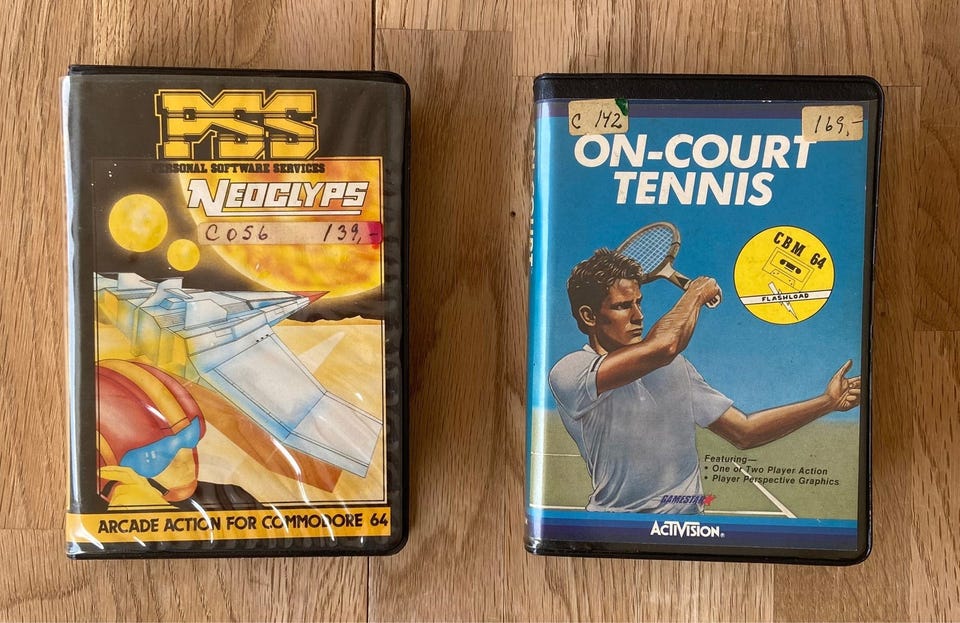 PSS
PERSONAL SOFTWARE SERVICES
NEOCLYPS
C056 139,-
ARCADE ACTION FOR COMMODORE 64
C 142
169,-
ON-COURT
TENNIS
CBM 64
FLASHLOAD
Featuring—
• One or Two Player Action
• Player Perspective Graphics
GAMESTAR
ACTIVISION®